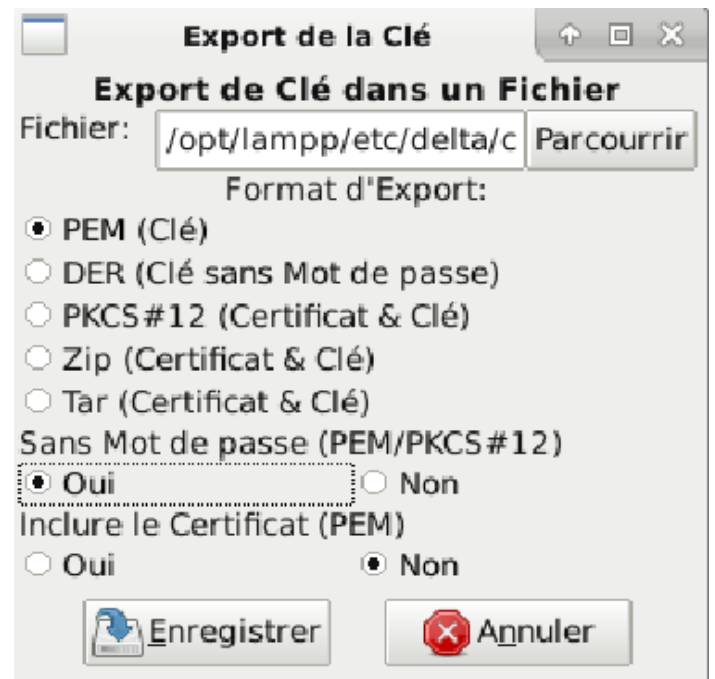 Export de la Clé
Export de Clé dans un Fichier
Fichier: /opt/lampp/etc/delta/c Parcourrir
Format d'Export:
PEM (Clé)
DER (Clé sans Mot de passe)
PKCS#12 (Certificat & Clé)
Zip (Certificat & Clé)
Tar (Certificat & Clé)
Sans Mot de passe (PEM/PKCS#12)
Oui Non
Inclure le Certificat (PEM)
Oui Non
Enregistrer Annuler